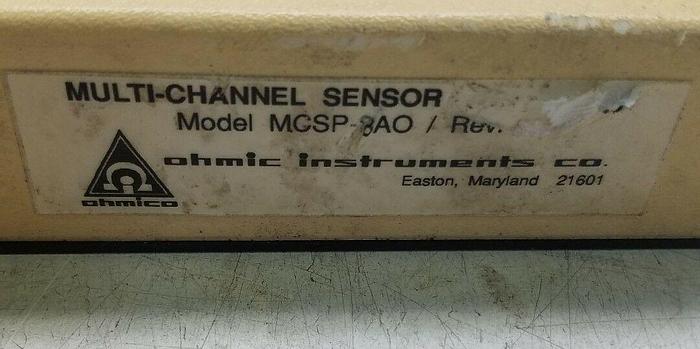 MULTI-CHANNEL SENSOR
Model MCSP-8AO / Rev.
ohmic instruments co.
Easton, Maryland 21601
ohmico